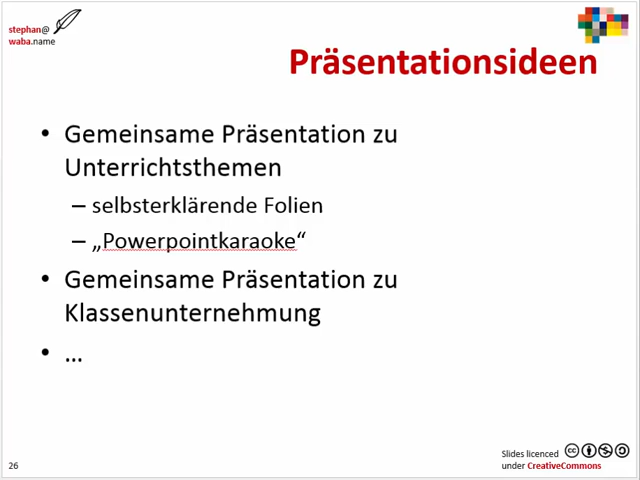 stephan@
waba.name
Präsentationsideen
• Gemeinsame Präsentation zu
Unterrichtsthemen
– selbsterklärende Folien
– „Powerpointkaraoke“
• Gemeinsame Präsentation zu
Klassenunternehmung
• …
26
Slides licenced
under CreativeCommons